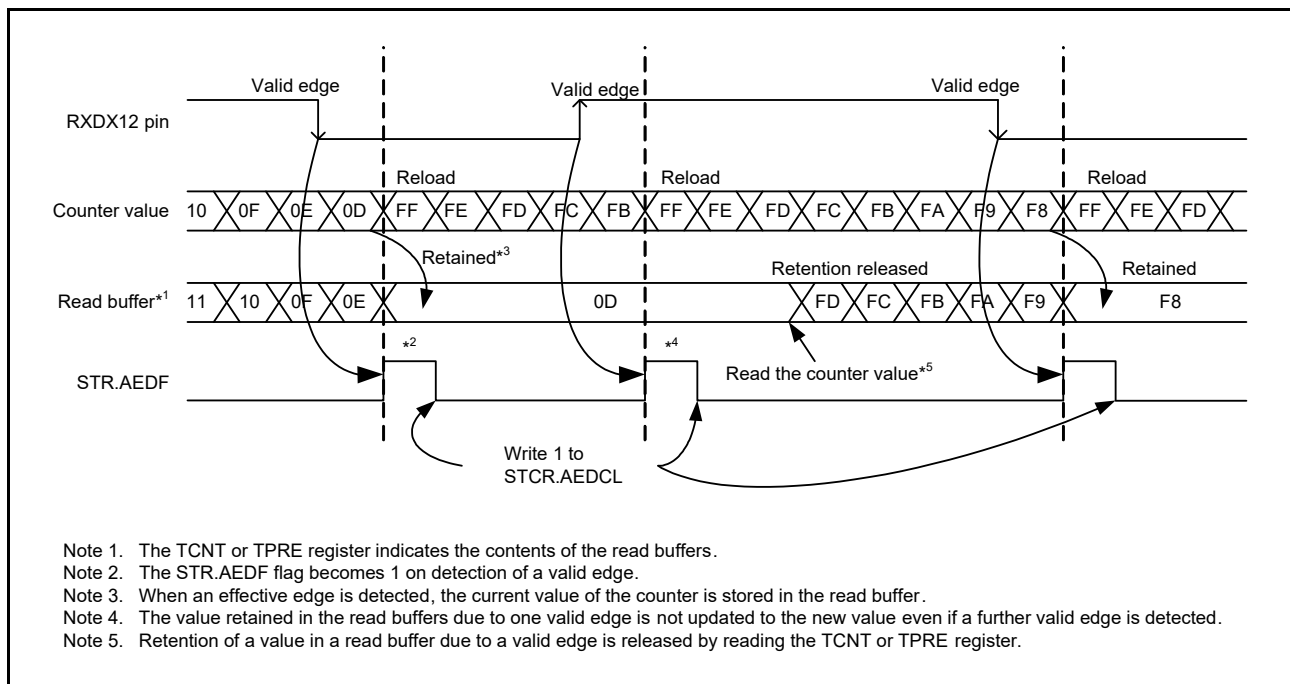 Valid edge Valid edge Valid edge
RXDX12 pin
Reload Reload Reload
Counter value 10 0F 0E 0D FF FE FD FC FB FF FE FD FC FB FA F9 F8 FF FE FD
Retained*3 Retention released Retained
Read buffer*1 11 10 0F 0E 0D FD FC FB FA F9 F8
*2 *4
Read the counter value*5
STR.AEDF
Write 1 to
STCR.AEDCL
Note 1. The TCNT or TPRE register indicates the contents of the read buffers.
Note 2. The STR.AEDF flag becomes 1 on detection of a valid edge.
Note 3. When an effective edge is detected, the current value of the counter is stored in the read buffer.
Note 4. The value retained in the read buffers due to one valid edge is not updated to the new value even if a further valid edge is detected.
Note 5. Retention of a value in a read buffer due to a valid edge is released by reading the TCNT or TPRE register.